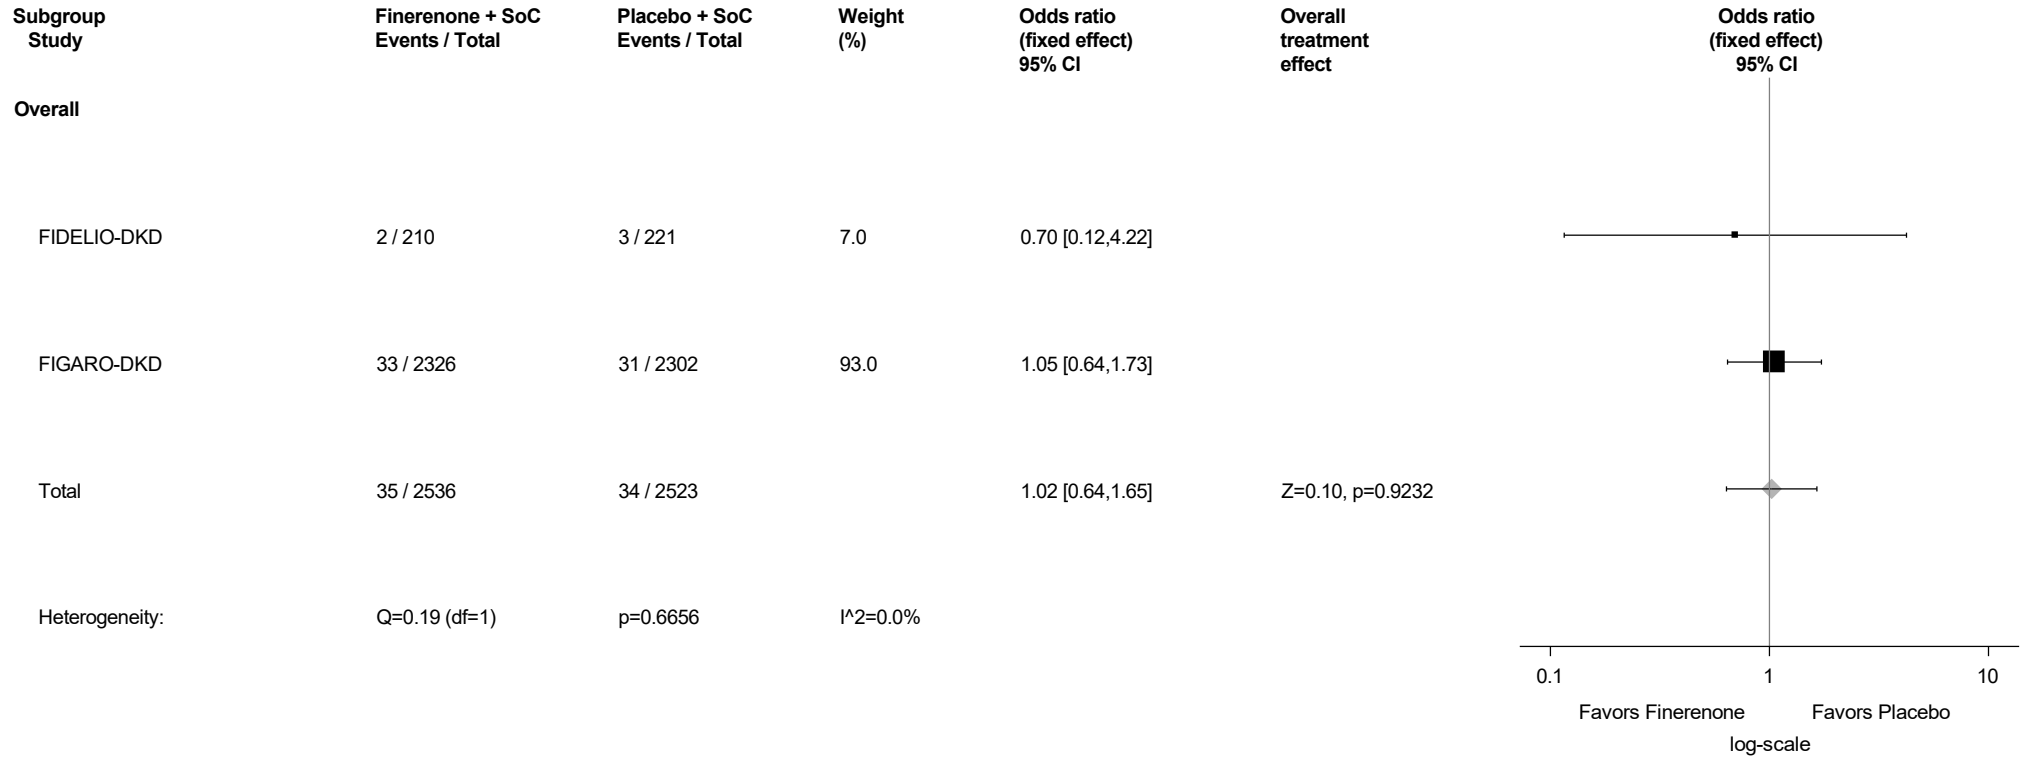 Subgroup Finerenone + SoC Placebo + SoC Weight Odds ratio Overall Odds ratio
Study Events / Total Events / Total (%) (fixed effect) treatment (fixed effect)
95% CI effect 95% CI
Overall
FIDELIO-DKD 2 / 210 3 / 221 7.0 0.70 [0.12,4.22]
FIGARO-DKD 33 / 2326 31 / 2302 93.0 1.05 [0.64,1.73]
Total 35 / 2536 34 / 2523 1.02 [0.64,1.65] Z=0.10, p=0.9232
Heterogeneity: Q=0.19 (df=1) p=0.6656 I^2=0.0%
0.1 1 10
Favors Finerenone Favors Placebo
log-scale